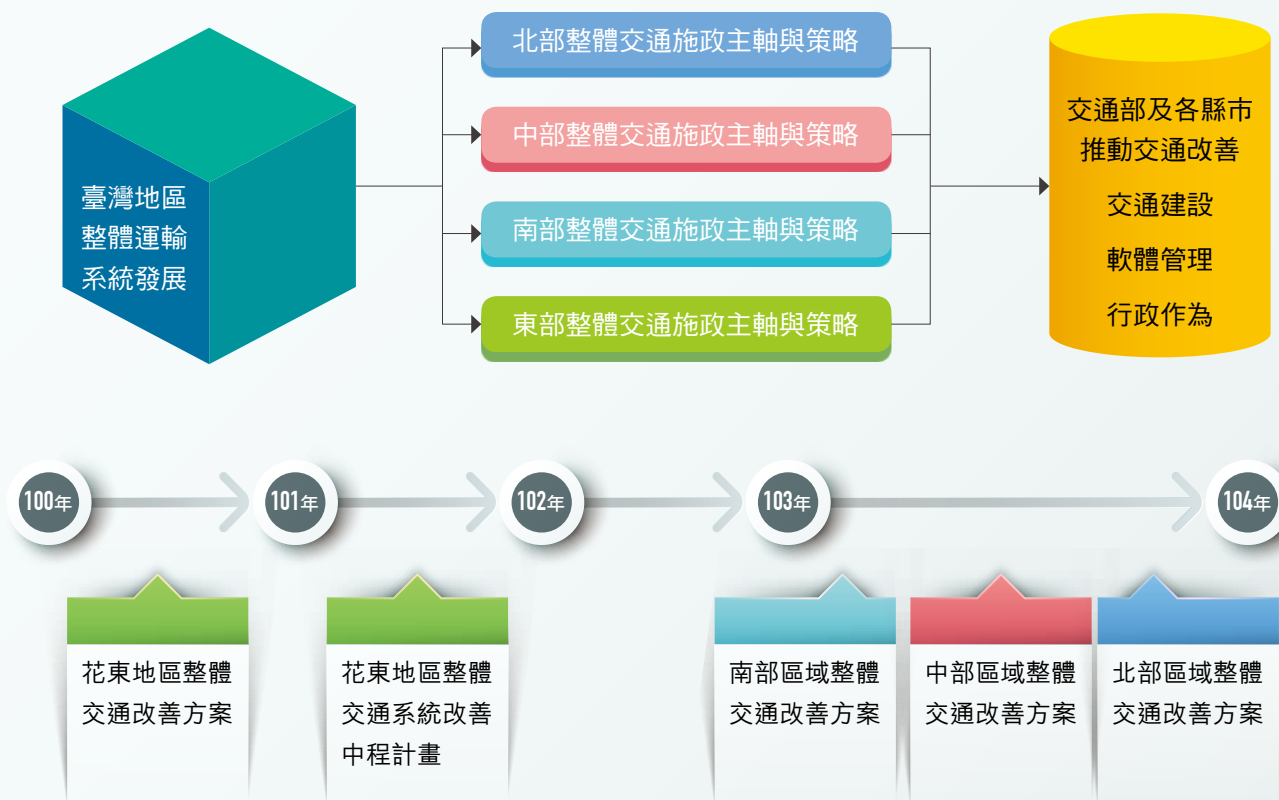 臺灣地區
整體運輸
系統發展
北部整體交通施政主軸與策略
中部整體交通施政主軸與策略
南部整體交通施政主軸與策略
東部整體交通施政主軸與策略
交通部及各縣市
推動交通改善
交通建設
軟體管理
行政作為
100年
101年
102年
103年
104年
花東地區整體
交通改善方案
花東地區整體
交通系統改善
中程計畫
南部區域整體
交通改善方案
中部區域整體
交通改善方案
北部區域整體
交通改善方案